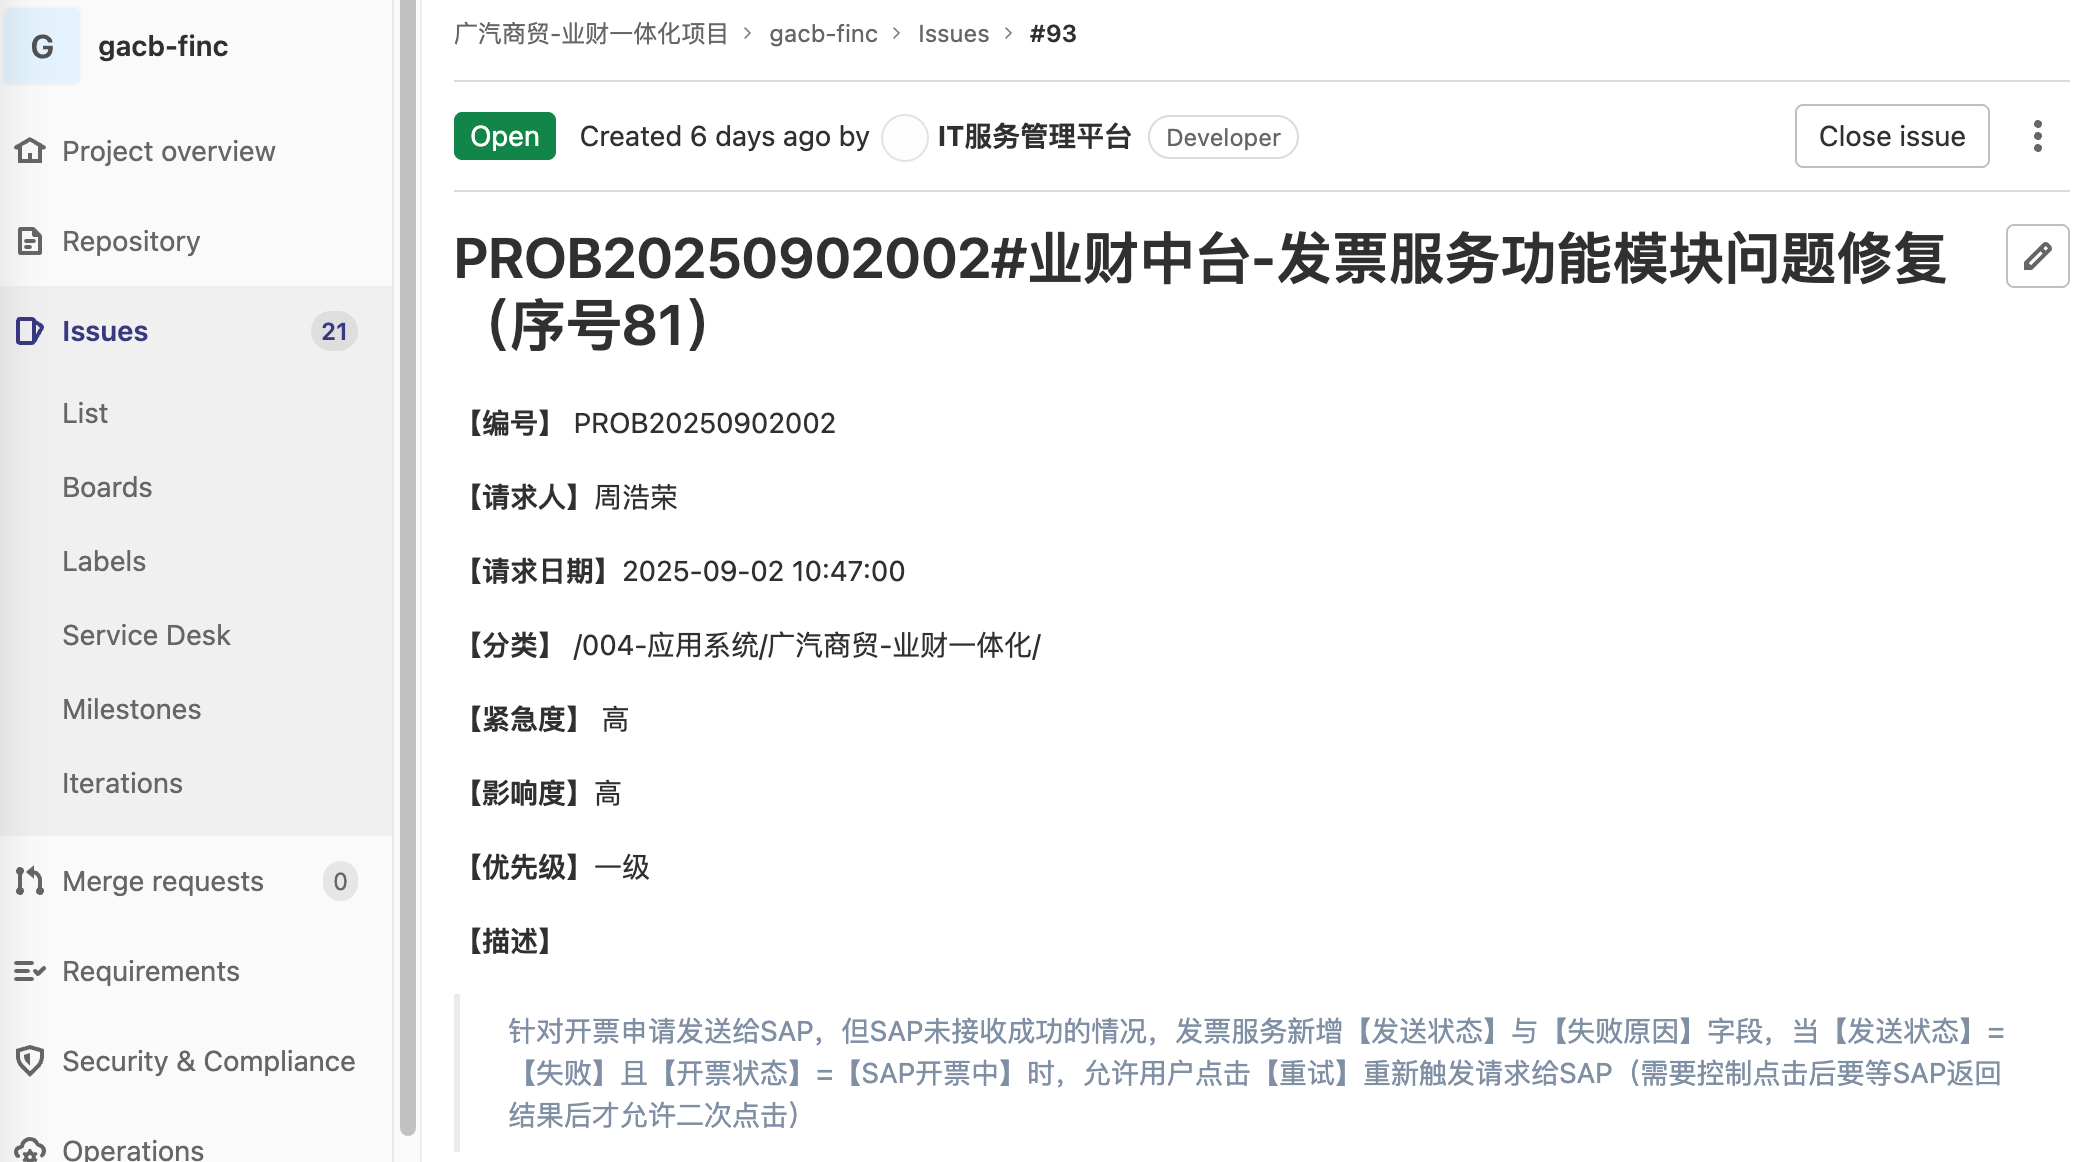 G gacb-finc
Project overview
Repository
Issues 21
List
Boards
Labels
Service Desk
Milestones
Iterations
Merge requests 0
Requirements
Security & Compliance
Operations
广汽商贸-业财一体化项目 › gacb-finc › Issues › #93
Open Created 6 days ago by IT服务管理平台 Developer Close issue
PROB20250902002#业财中台-发票服务功能模块问题修复
（序号81）
【编号】 PROB20250902002
【请求人】周浩荣
【请求日期】2025-09-02 10:47:00
【分类】 /004-应用系统/广汽商贸-业财一体化/
【紧急度】 高
【影响度】高
【优先级】一级
【描述】
针对开票申请发送给SAP，但SAP未接收成功的情况，发票服务新增【发送状态】与【失败原因】字段，当【发送状态】=
【失败】且【开票状态】=【SAP开票中】时，允许用户点击【重试】重新触发请求给SAP（需要控制点击后要等SAP返回
结果后才允许二次点击）